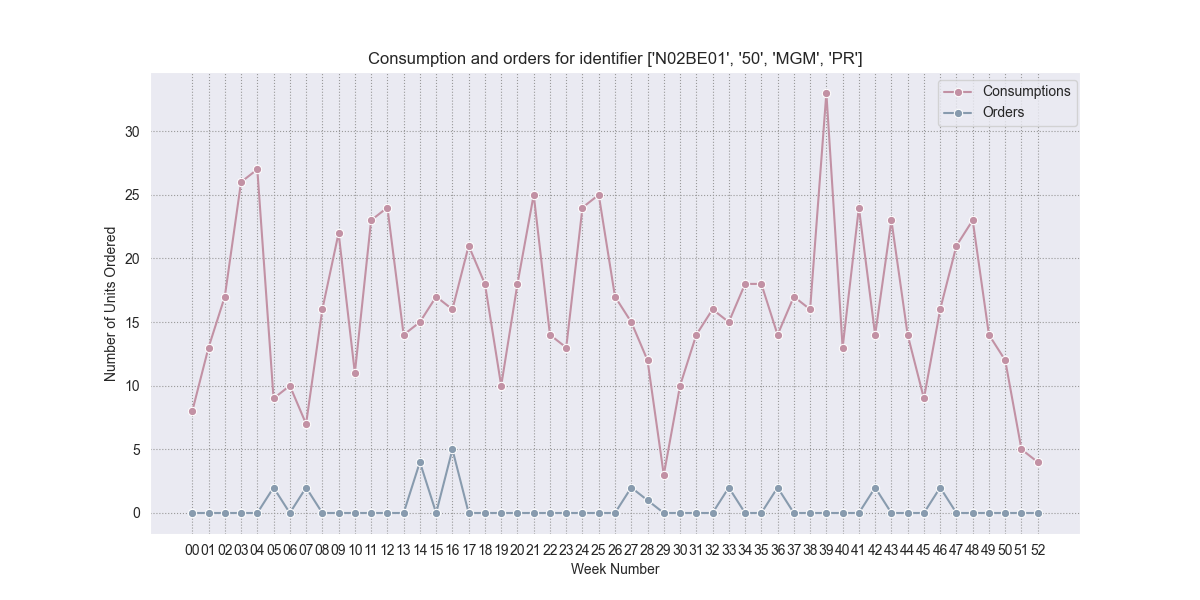 Consumption and orders for identifier ['N02BE01', '50', 'MGM', 'PR']
Consumptions
Orders
Number of Units Ordered
30
25
20
15
10
5
0
00 01 02 03 04 05 06 07 08 09 10 11 12 13 14 15 16 17 18 19 20 21 22 23 24 25 26 27 28 29 30 31 32 33 34 35 36 37 38 39 40 41 42 43 44 45 46 47 48 49 50 51 52
Week Number